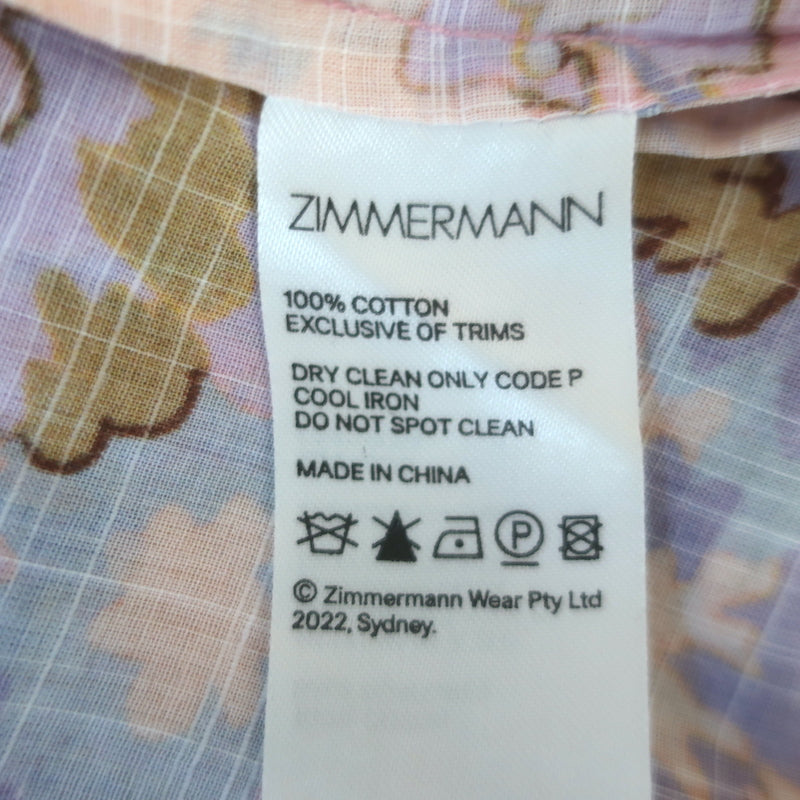 ZIMMERMANN
100% COTTON
EXCLUSIVE OF TRIMS
DRY CLEAN ONLY CODE P
COOL IRON
DO NOT SPOT CLEAN
MADE IN CHINA
P
© Zimmermann Wear Pty Ltd
2022, Sydney.